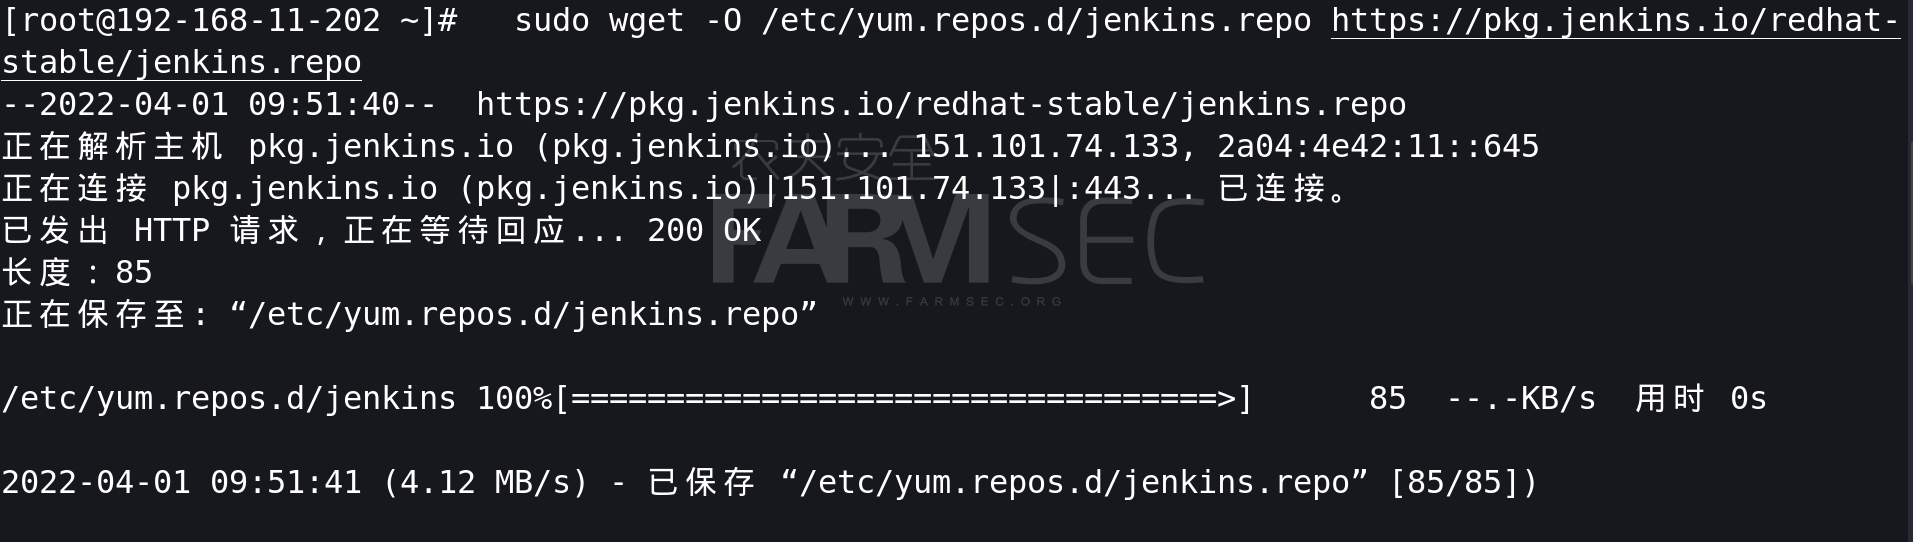 [root@192-168-11-202 ~]#   sudo wget -O /etc/yum.repos.d/jenkins.repo https://pkg.jenkins.io/redhat-
stable/jenkins.repo
--2022-04-01 09:51:40--  https://pkg.jenkins.io/redhat-stable/jenkins.repo
正在解析主机 pkg.jenkins.io (pkg.jenkins.io)... 151.101.74.133, 2a04:4e42:11::645
正在连接 pkg.jenkins.io (pkg.jenkins.io)|151.101.74.133|:443... 已连接。
已发出 HTTP 请求，正在等待回应... 200 OK
长度：85
正在保存至: “/etc/yum.repos.d/jenkins.repo”
/etc/yum.repos.d/jenkins 100%[==================================>]      85  --.-KB/s  用时 0s
2022-04-01 09:51:41 (4.12 MB/s) - 已保存 “/etc/yum.repos.d/jenkins.repo” [85/85])
农夫安全
FARMSEC
WWW.FARMSEC.ORG